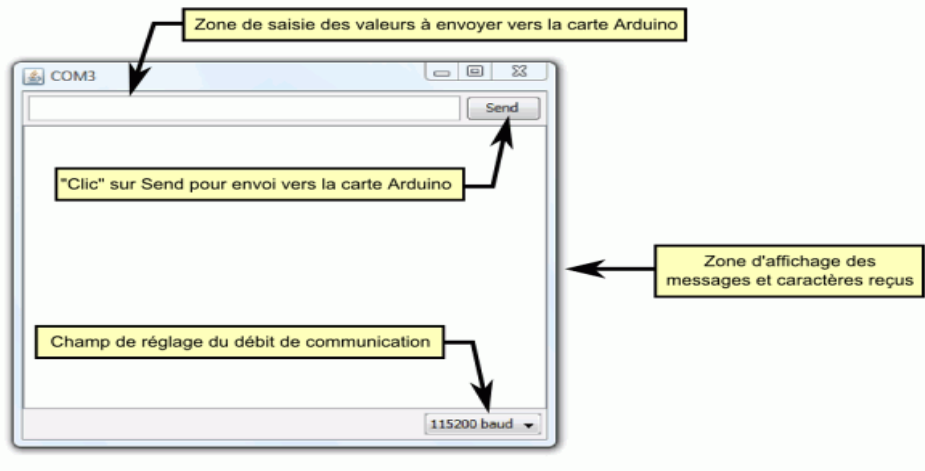 Zone de saisie des valeurs à envoyer vers la carte Arduino
COM3
Send
"Clic" sur Send pour envoi vers la carte Arduino
Zone d'affichage des
messages et caractères reçus
Champ de réglage du débit de communication
115200 baud